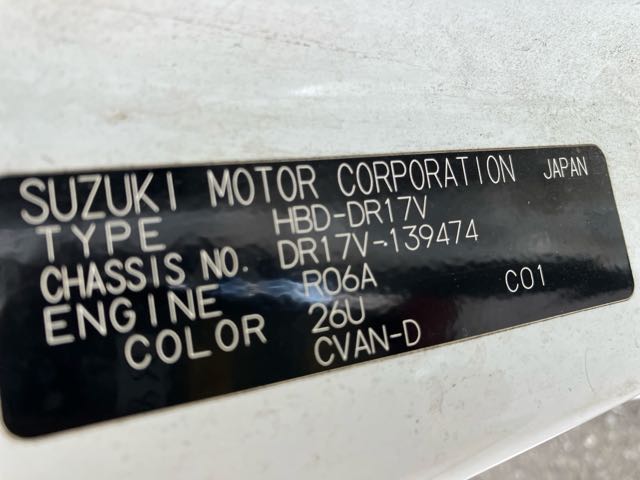 SUZUKI MOTOR CORPORATION JAPAN
TYPE HBD-DR17V
CHASSIS NO. DR17V-139474
ENGINE R06A C01
COLOR 26U
CVAN-D